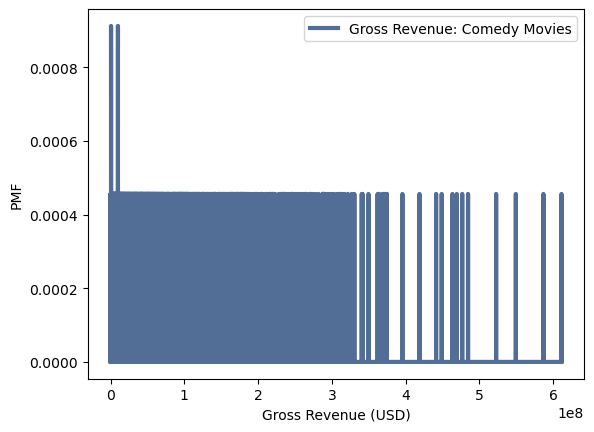 Gross Revenue: Comedy Movies
0.0008
0.0006
0.0004
0.0002
0.0000
PMF
0 1 2 3 4 5 6
1e8
Gross Revenue (USD)